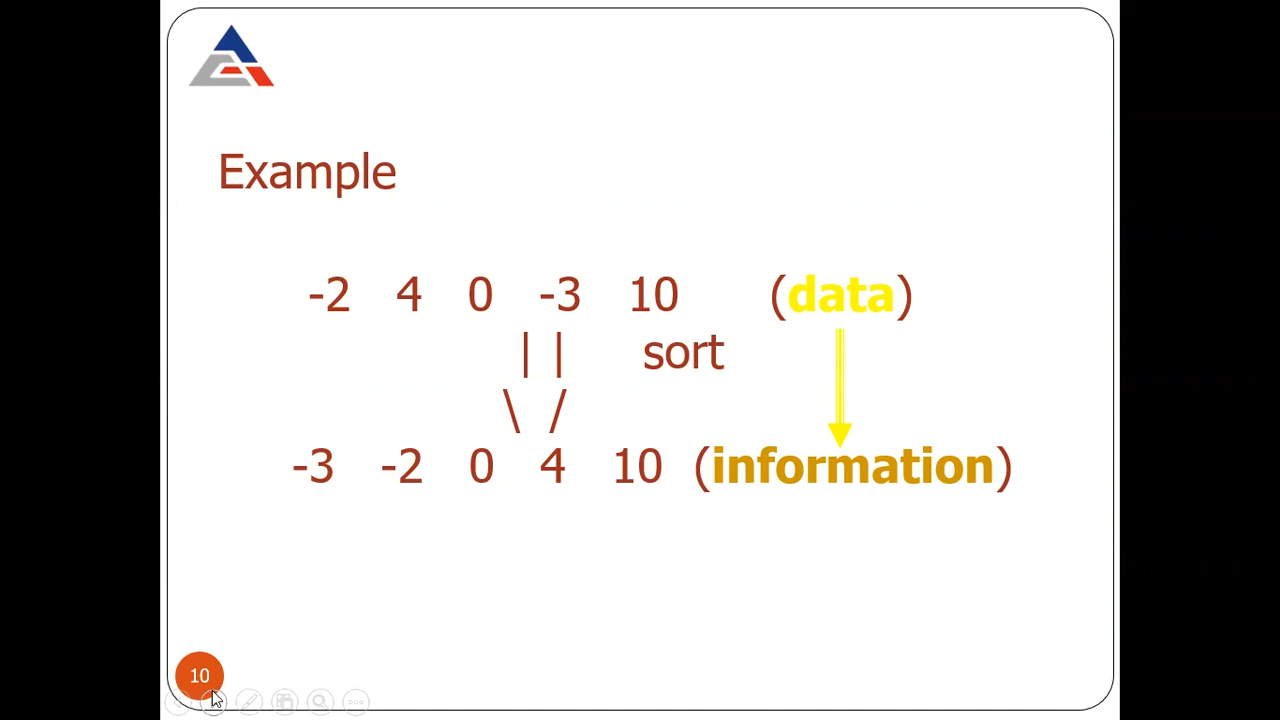 Example
-2 4 0 -3 10 (data)
| | sort
\ /
-3 -2 0 4 10 (information)
10